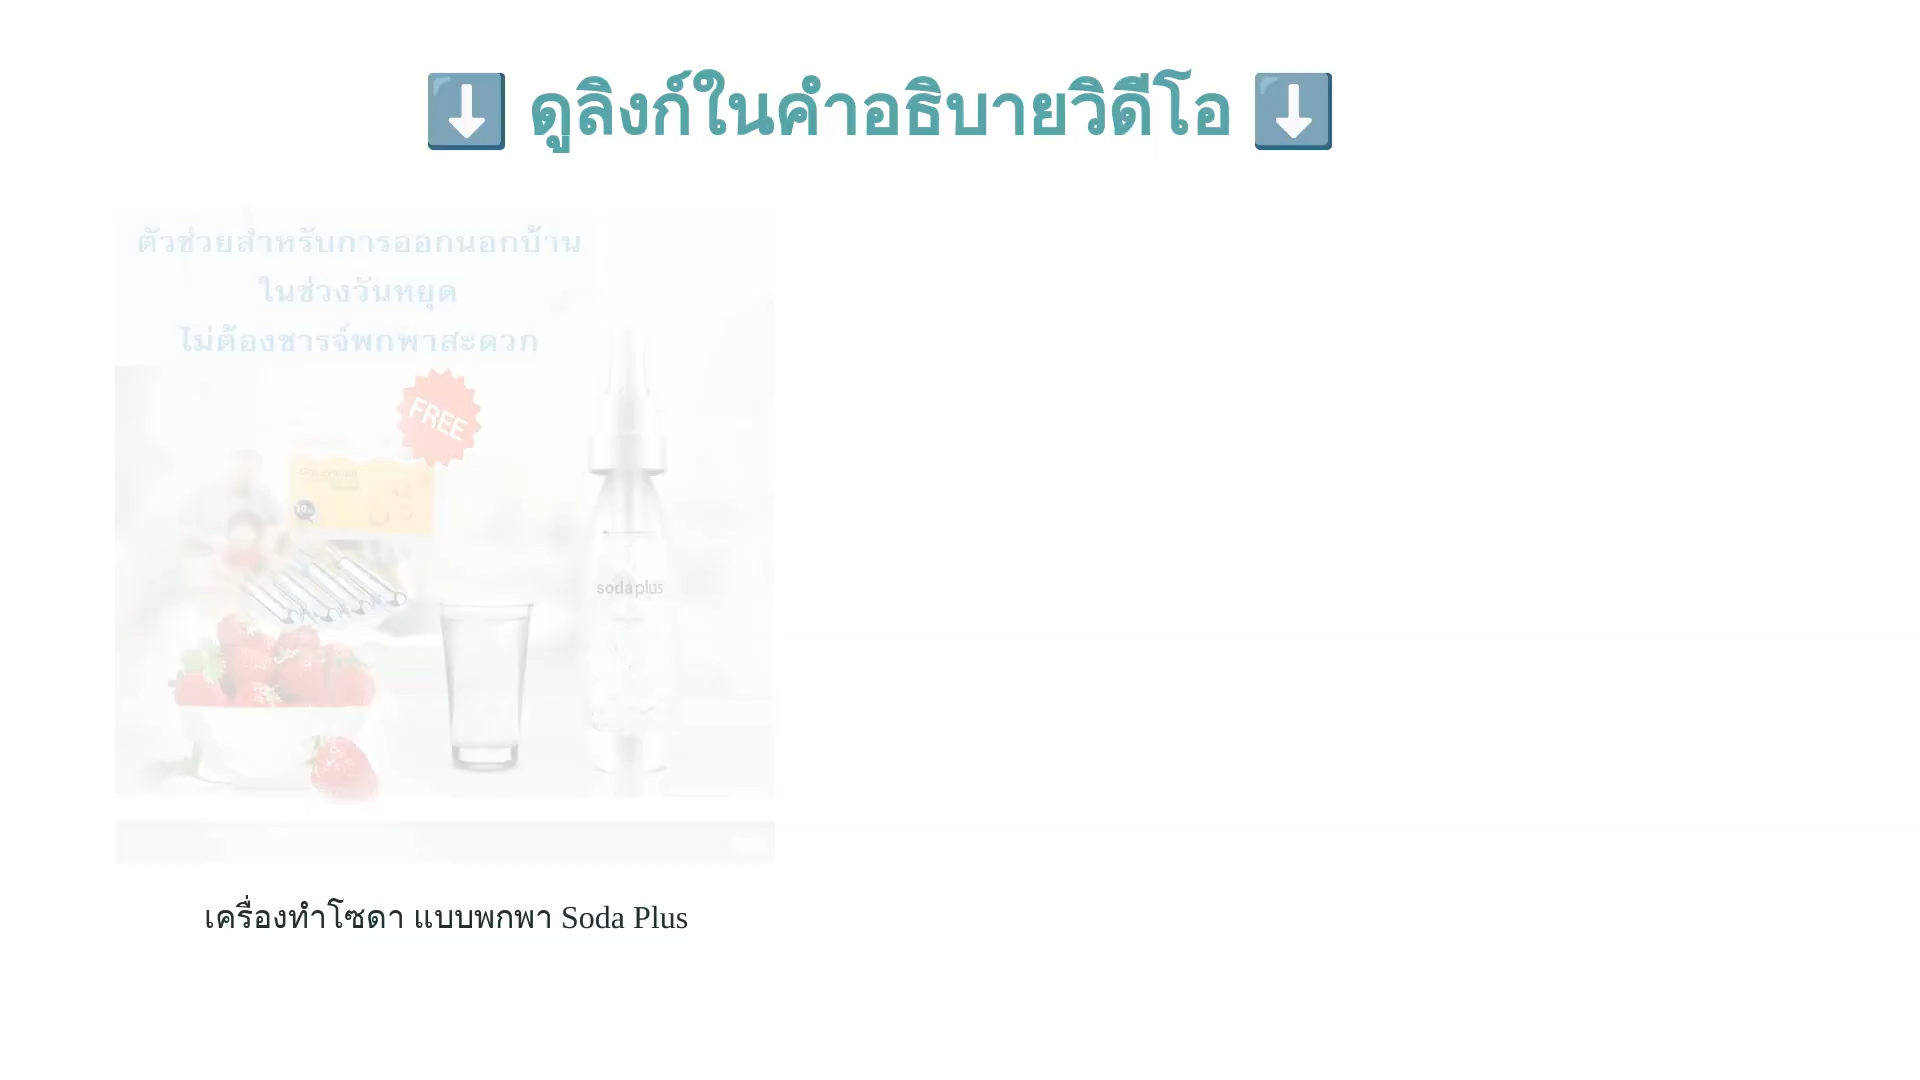 ⬇️ ดูลิงก์ในคำอธิบายวิดีโอ ⬇️
ตัวช่วยสำหรับการออกนอกบ้าน
ในช่วงวันหยุด
ไม่ต้องชารจ์พกพาสะดวก
FREE
10
soda plus
เครื่องทำโซดา แบบพกพา Soda Plus